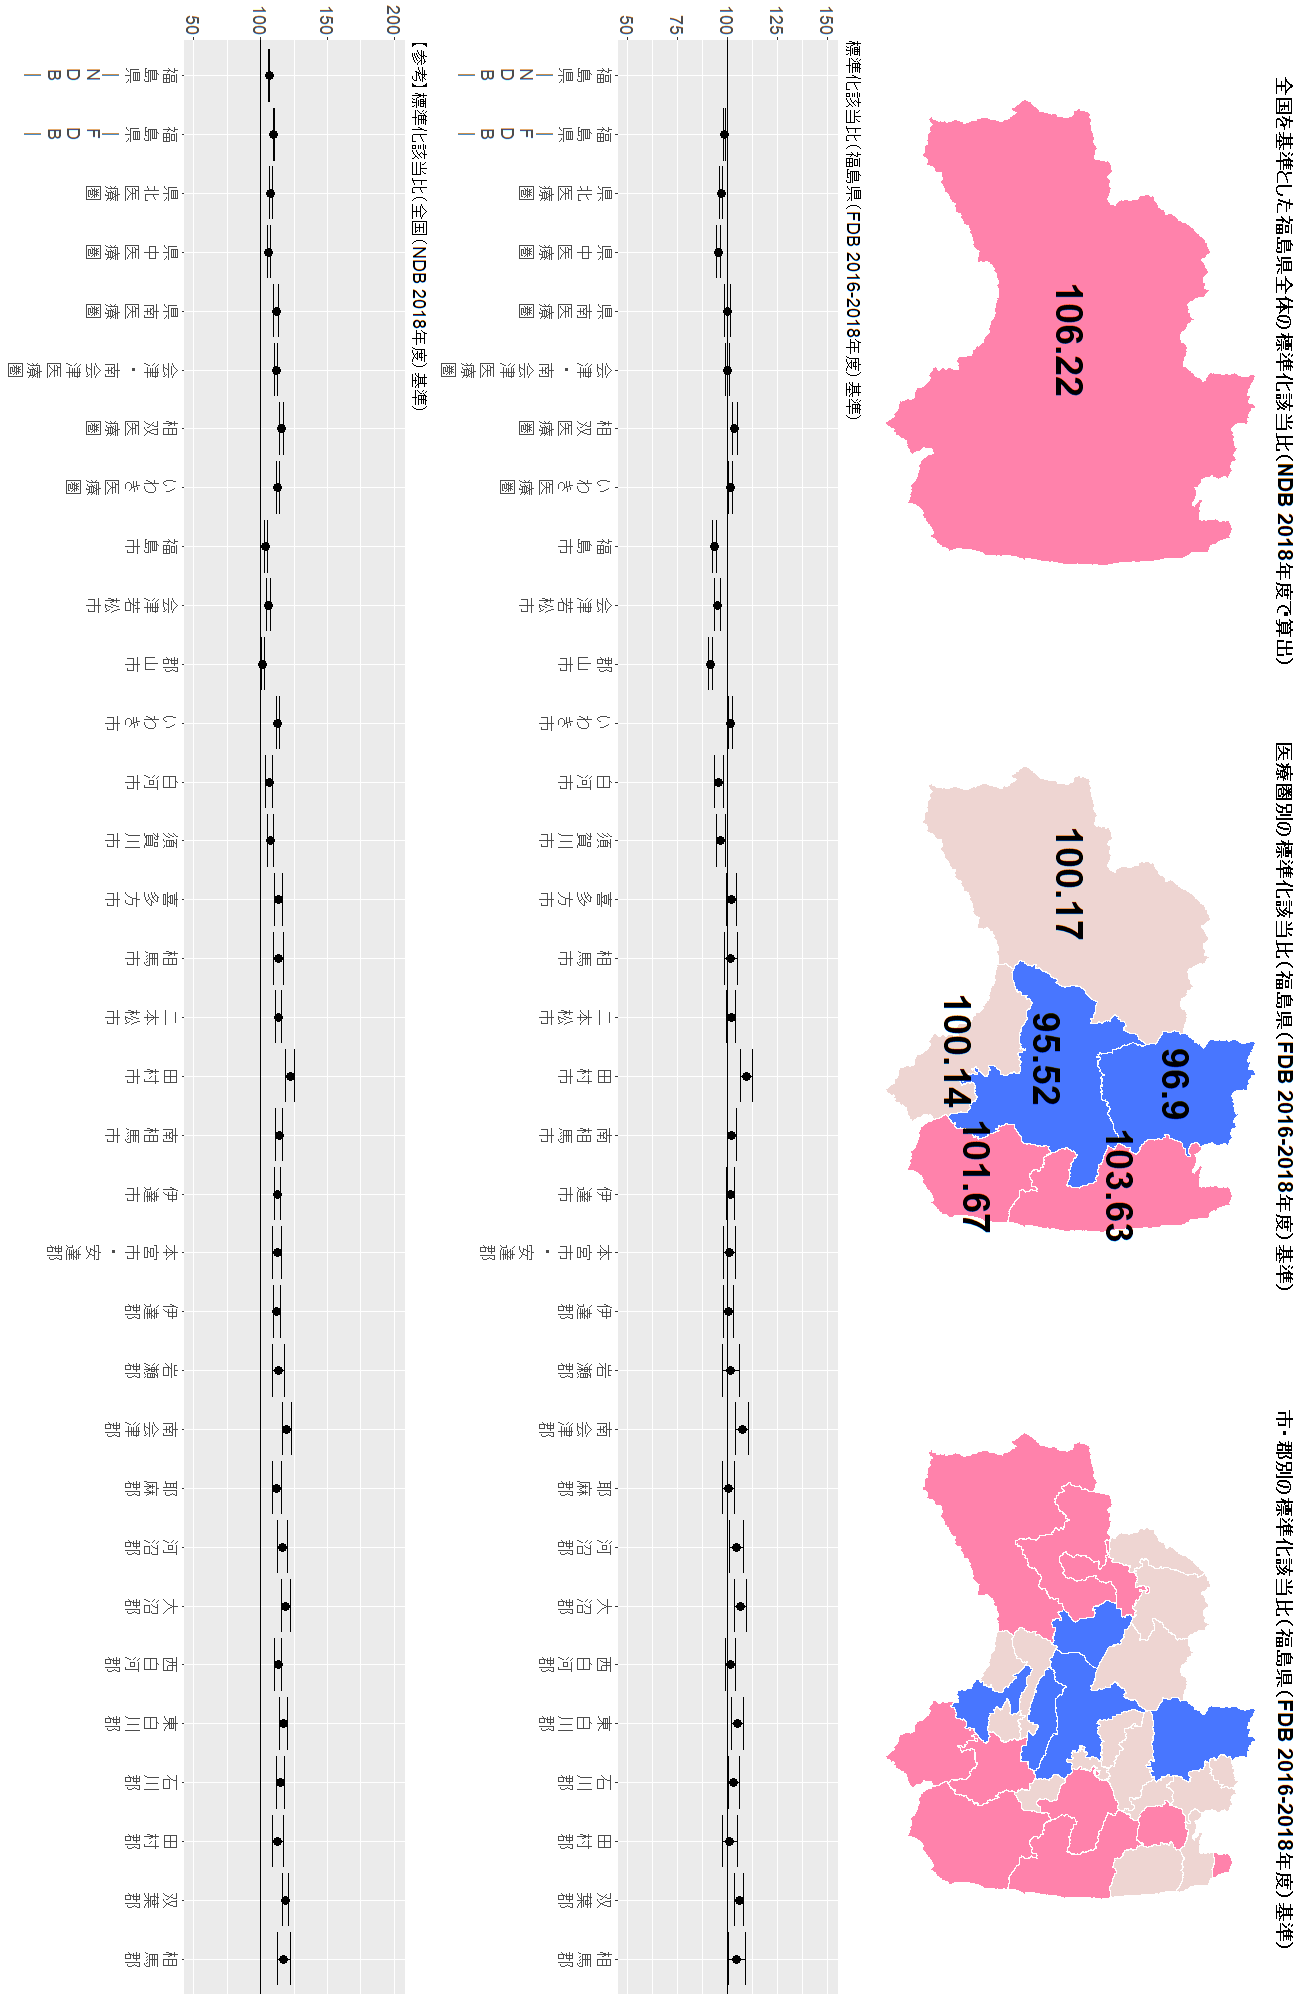 全国を基準とした福島県全体の標準化該当比(NDB 2018年度で算出)
医療圏別の標準化該当比(福島県(FDB 2016-2018年度)基準)
市・郡別の標準化該当比(福島県(FDB 2016-2018年度)基準)
106.22
100.17
96.9
95.52
103.63
100.14
101.67
標準化該当比(福島県(FDB 2016-2018年度)基準)
150
125
100
75
50
福島県―NDB―
福島県―FDB―
県北医療圏
県中医療圏
県南医療圏
会津・南会津医療圏
相双医療圏
いわき医療圏
福島市
会津若松市
郡山市
いわき市
白河市
須賀川市
喜多方市
相馬市
二本松市
田村市
南相馬市
伊達市
本宮市・安達郡
伊達郡
岩瀬郡
南会津郡
耶麻郡
河沼郡
大沼郡
西白河郡
東白川郡
石川郡
田村郡
双葉郡
相馬郡
【参考】標準化該当比(全国(NDB 2018年度)基準)
200
150
100
50
福島県―NDB―
福島県―FDB―
県北医療圏
県中医療圏
県南医療圏
会津・南会津医療圏
相双医療圏
いわき医療圏
福島市
会津若松市
郡山市
いわき市
白河市
須賀川市
喜多方市
相馬市
二本松市
田村市
南相馬市
伊達市
本宮市・安達郡
伊達郡
岩瀬郡
南会津郡
耶麻郡
河沼郡
大沼郡
西白河郡
東白川郡
石川郡
田村郡
双葉郡
相馬郡